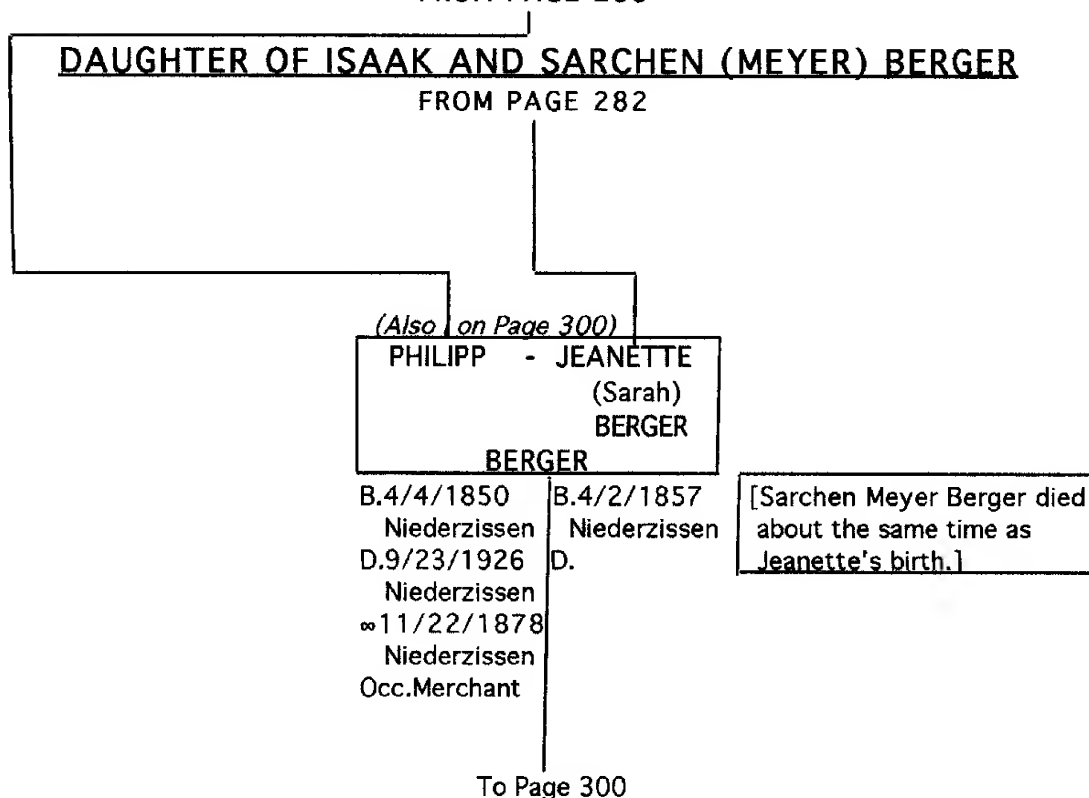 DAUGHTER OF ISAAK AND SARCHEN (MEYER) BERGER
FROM PAGE 282
(Also on Page 300)
PHILIPP - JEANETTE
(Sarah)
BERGER
BERGER
B.4/4/1850 B.4/2/1857
Niederzissen Niederzissen
D.9/23/1926 D.
Niederzissen
∞11/22/1878
Niederzissen
Occ.Merchant
[Sarchen Meyer Berger died
about the same time as
Jeanette's birth.]
To Page 300